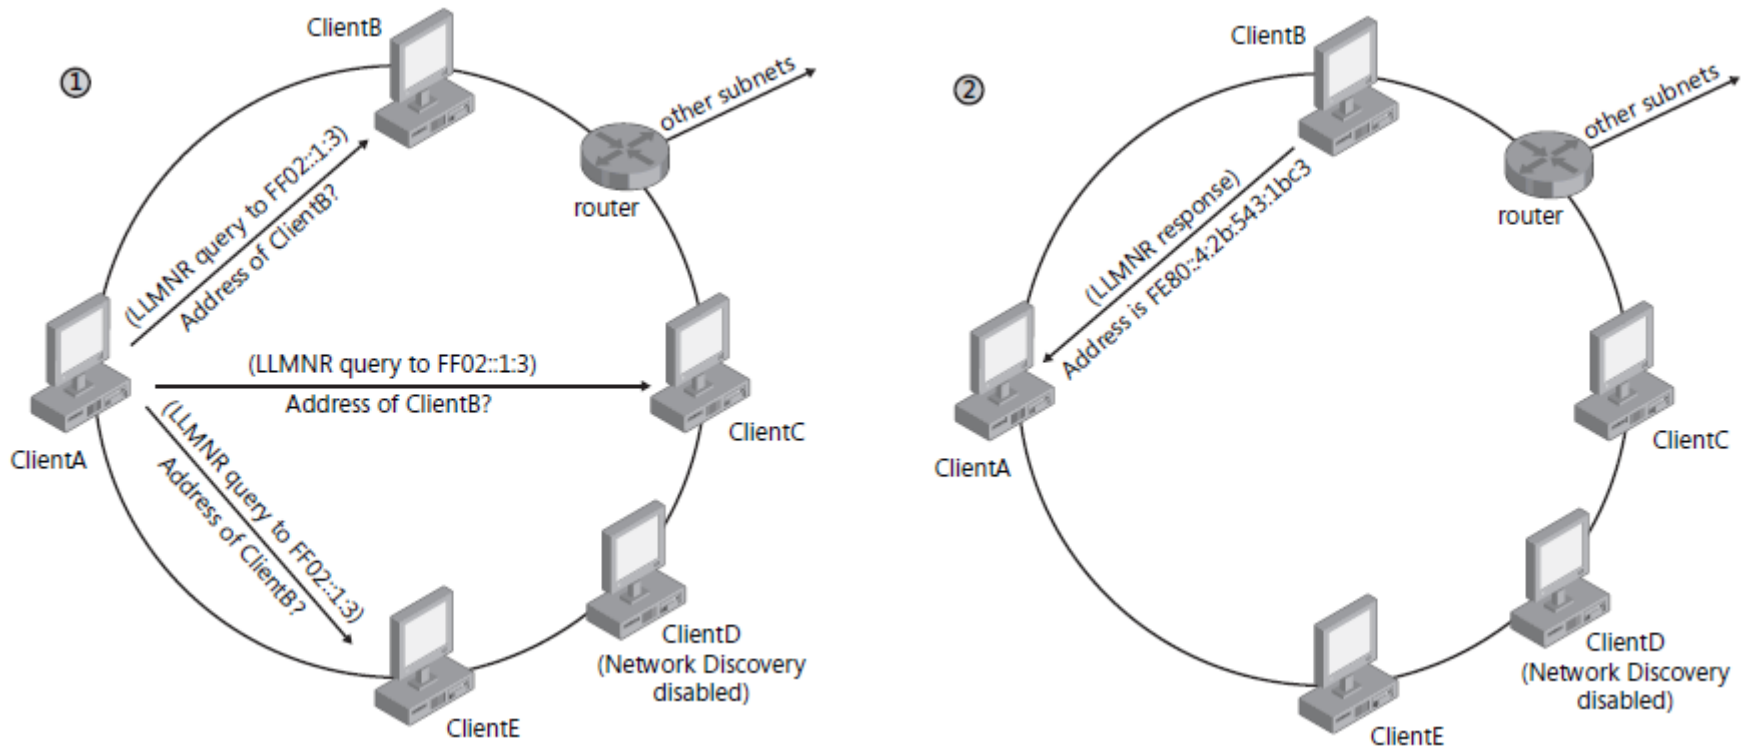 1
ClientB
other subnets
router
(LLMNR query to FF02::1:3)
Address of ClientB?
(LLMNR query to FF02::1:3)
Address of ClientB?
(LLMNR query to FF02::1:3)
Address of ClientB?
ClientA
ClientC
ClientD
(Network Discovery
disabled)
ClientE
2
ClientB
other subnets
router
(LLMNR response)
Address is FE80::4:2b:543:1bc3
ClientA
ClientC
ClientD
(Network Discovery
disabled)
ClientE